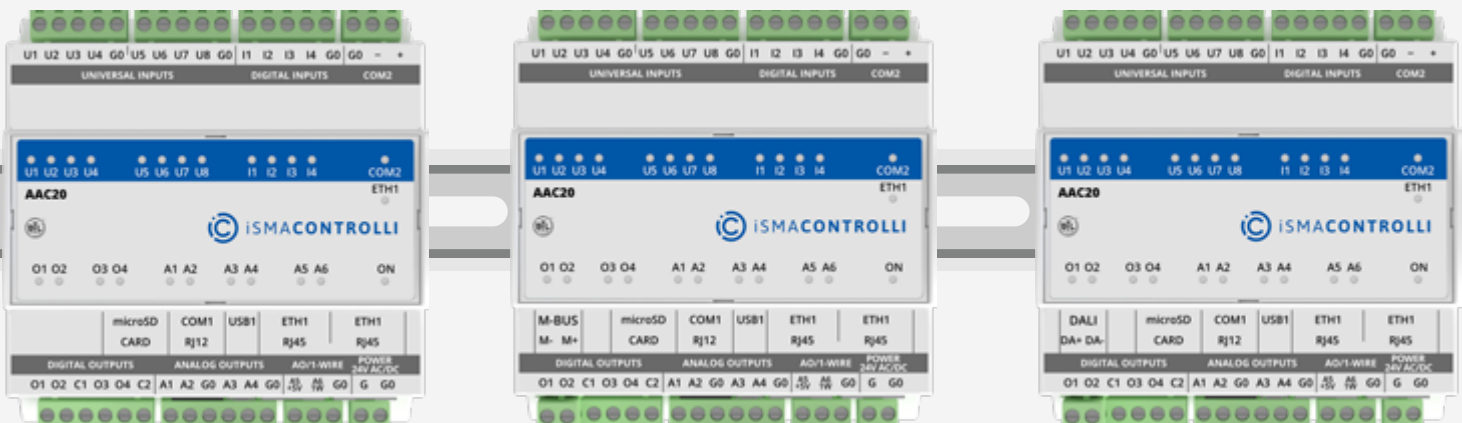 U1 U2 U3 U4 G0 U5 U6 U7 U8 G0 I1 I2 I3 I4 G0 G0 - +
UNIVERSAL INPUTS DIGITAL INPUTS COM2
U1 U2 U3 U4 U5 U6 U7 U8 I1 I2 I3 I4 COM2
AAC20 ETH1
iSMACONTROLLI
O1 O2 O3 O4 A1 A2 A3 A4 A5 A6 ON
microSD COM1 USB1 ETH1 ETH1
CARD RJ12 RJ45 RJ45
DIGITAL OUTPUTS ANALOG OUTPUTS AO/1-WIRE POWER
24V AC/DC
O1 O2 C1 O3 O4 C2 A1 A2 G0 A3 A4 G0 G0 G G0
U1 U2 U3 U4 G0 U5 U6 U7 U8 G0 I1 I2 I3 I4 G0 G0 - +
UNIVERSAL INPUTS DIGITAL INPUTS COM2
U1 U2 U3 U4 U5 U6 U7 U8 I1 I2 I3 I4 COM2
AAC20 ETH1
iSMACONTROLLI
O1 O2 O3 O4 A1 A2 A3 A4 A5 A6 ON
M-BUS microSD COM1 USB1 ETH1 ETH1
M- M+ CARD RJ12 RJ45 RJ45
DIGITAL OUTPUTS ANALOG OUTPUTS AO/1-WIRE POWER
24V AC/DC
O1 O2 C1 O3 O4 C2 A1 A2 G0 A3 A4 G0 G0 G G0
U1 U2 U3 U4 G0 U5 U6 U7 U8 G0 I1 I2 I3 I4 G0 G0 - +
UNIVERSAL INPUTS DIGITAL INPUTS COM2
U1 U2 U3 U4 U5 U6 U7 U8 I1 I2 I3 I4 COM2
AAC20 ETH1
iSMACONTROLLI
O1 O2 O3 O4 A1 A2 A3 A4 A5 A6 ON
DALI microSD COM1 USB1 ETH1 ETH1
DA+ DA- CARD RJ12 RJ45 RJ45
DIGITAL OUTPUTS ANALOG OUTPUTS AO/1-WIRE POWER
24V AC/DC
O1 O2 C1 O3 O4 C2 A1 A2 G0 A3 A4 G0 G0 G G0